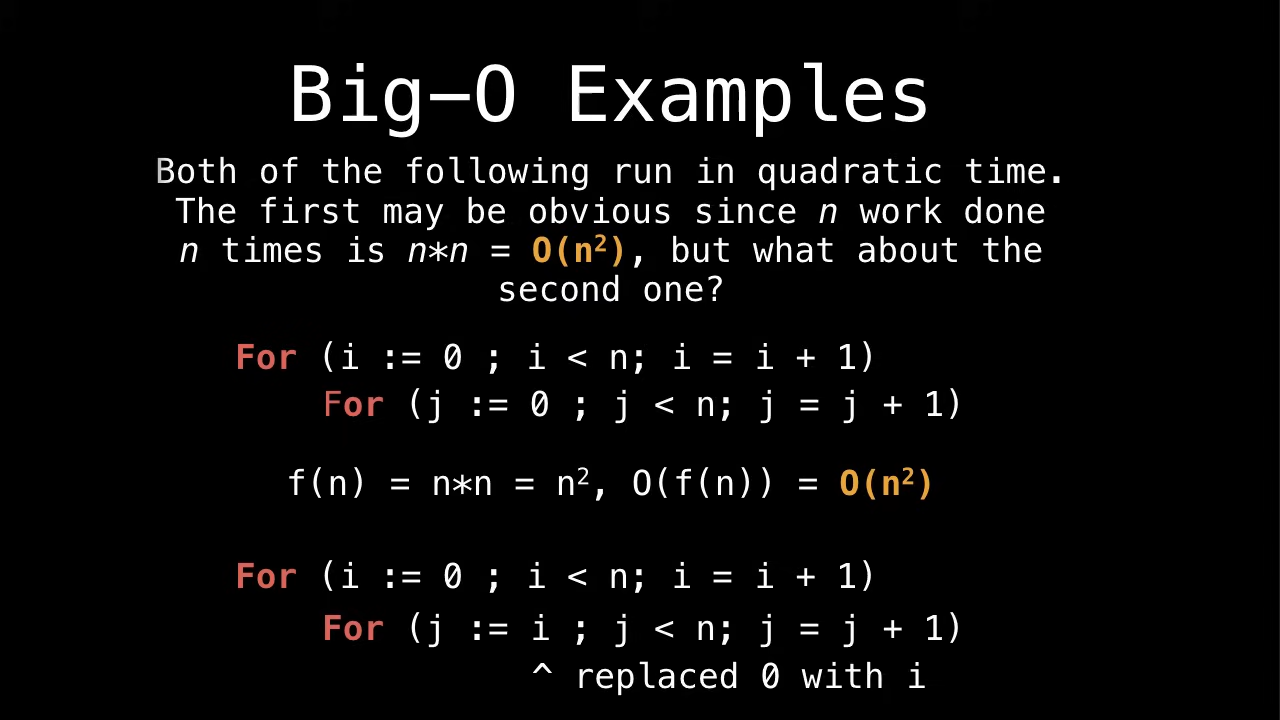 Big-O Examples
Both of the following run in quadratic time.
The first may be obvious since n work done
n times is n*n = O(n²), but what about the
second one?
For (i := 0 ; i < n; i = i + 1)
For (j := 0 ; j < n; j = j + 1)
f(n) = n*n = n², O(f(n)) = O(n²)
For (i := 0 ; i < n; i = i + 1)
For (j := i ; j < n; j = j + 1)
^ replaced 0 with i